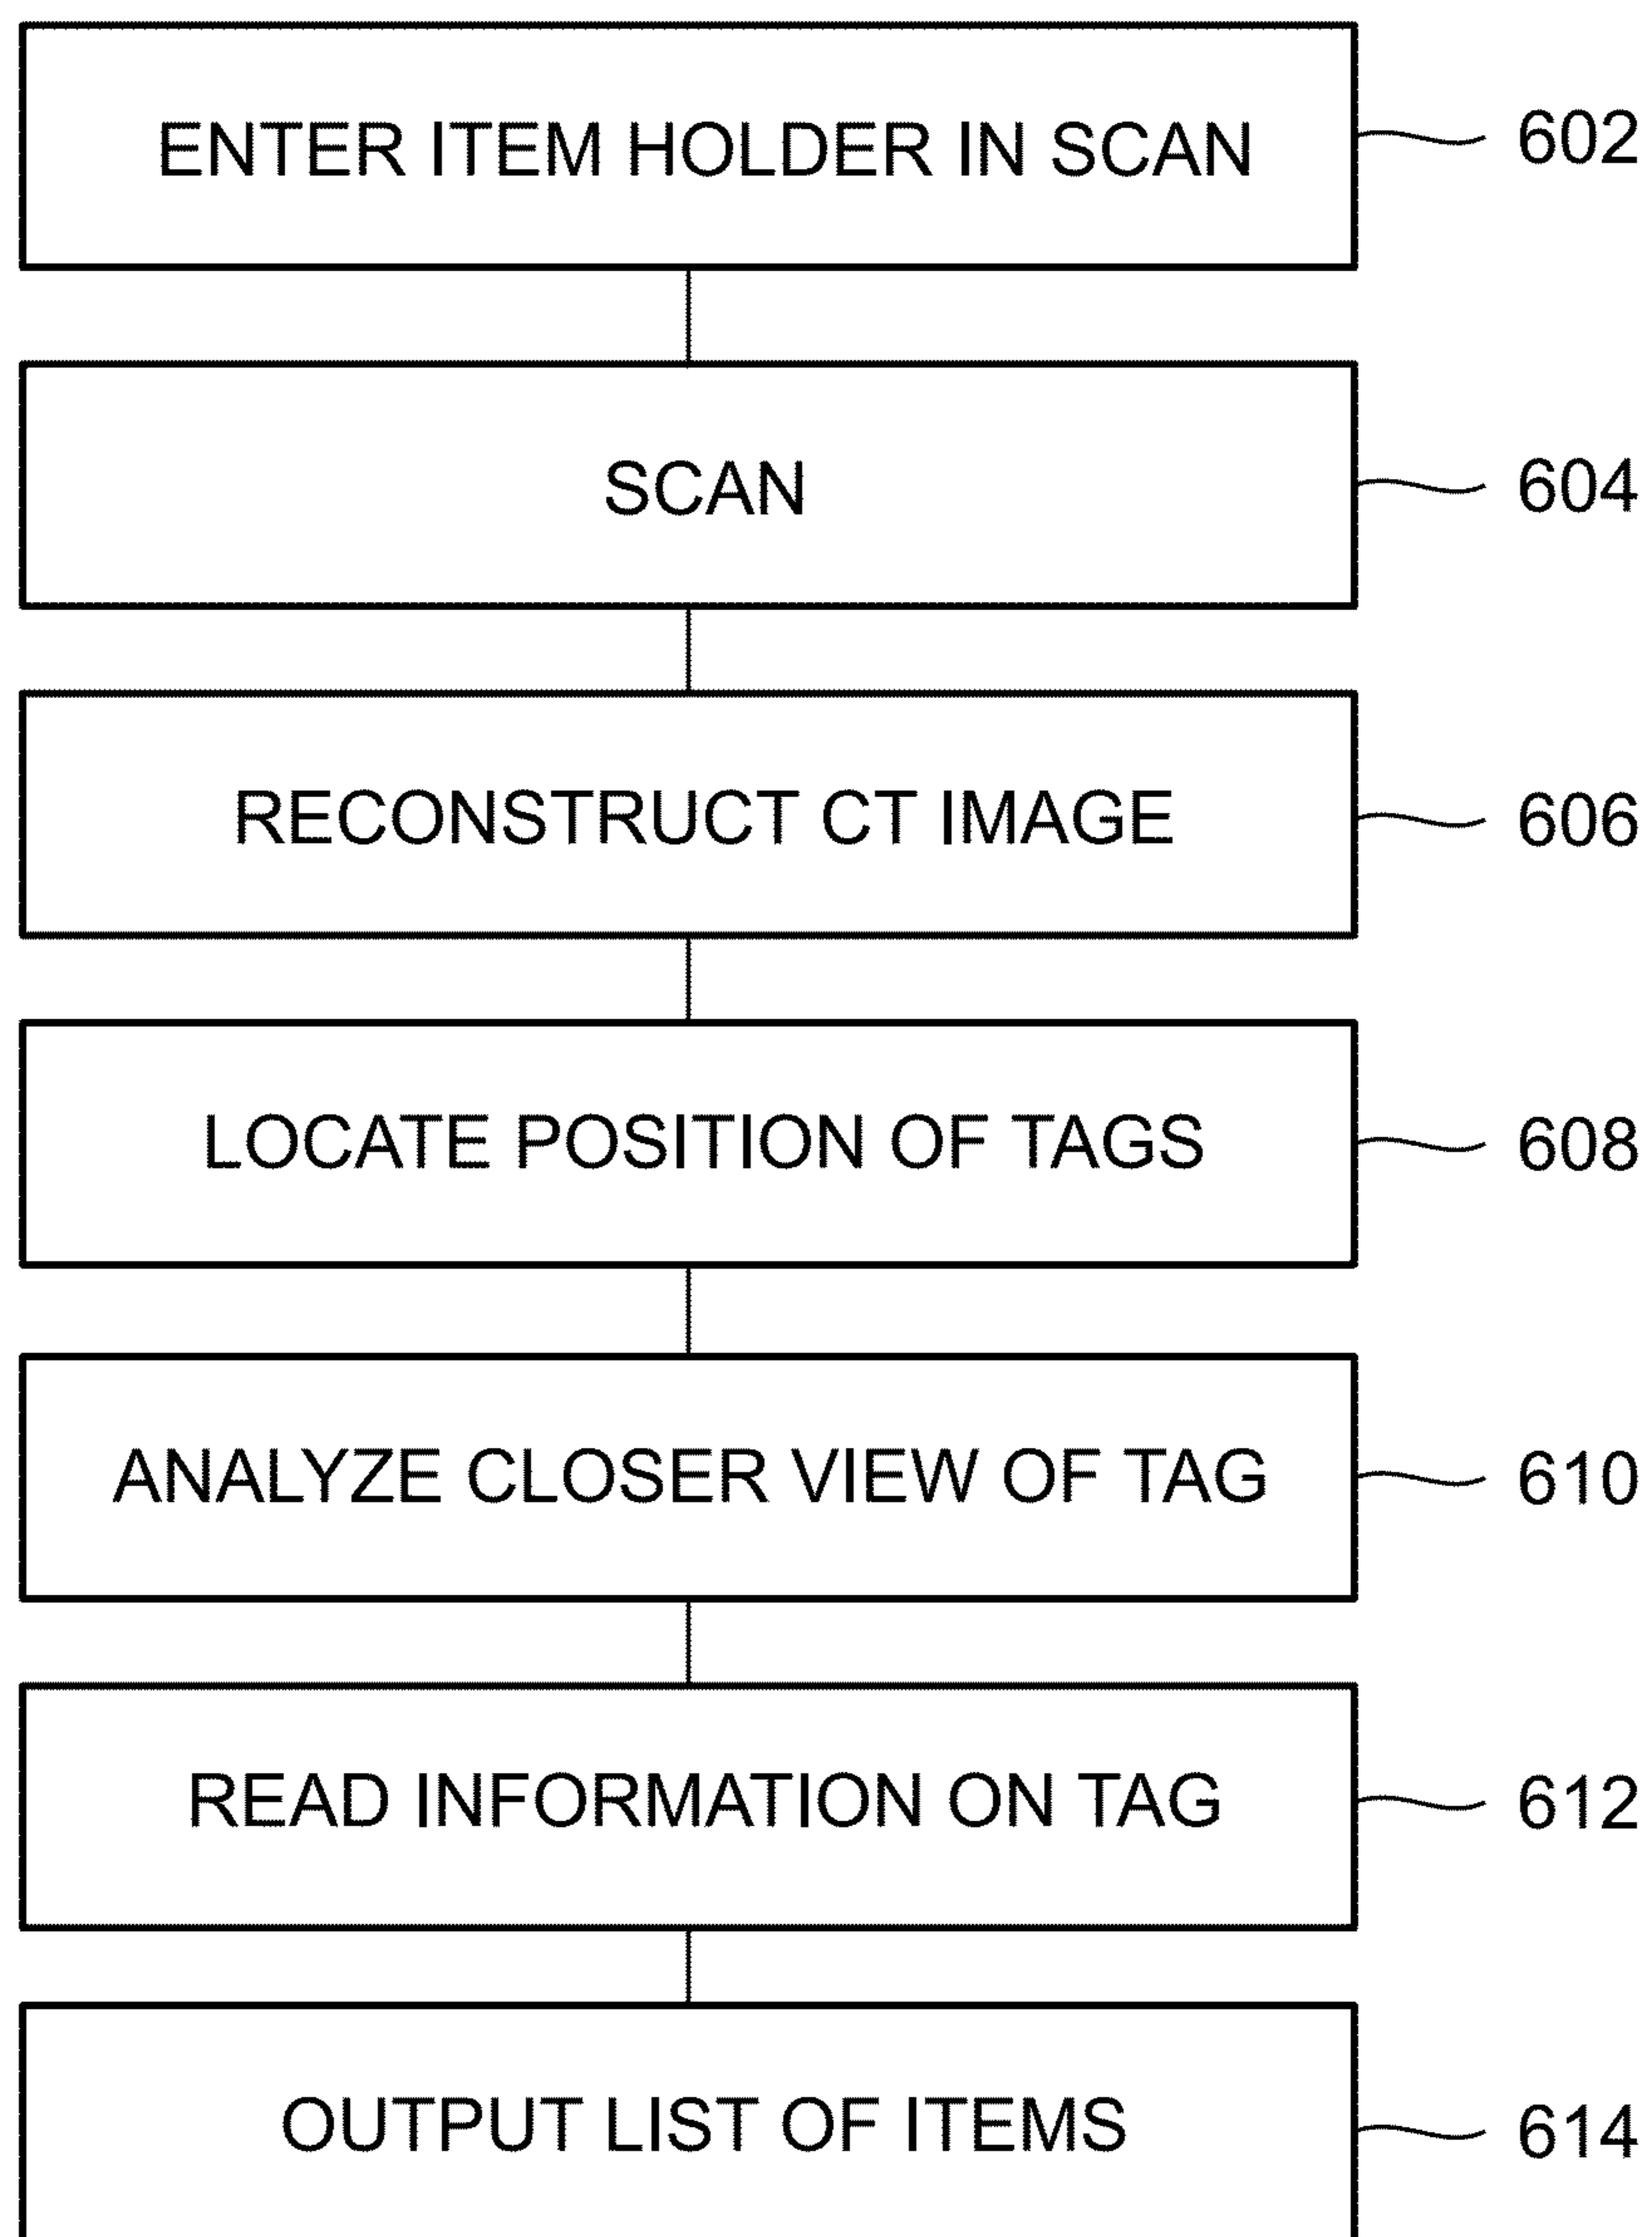 ENTER ITEM HOLDER IN SCAN 602
SCAN 604
RECONSTRUCT CT IMAGE 606
LOCATE POSITION OF TAGS 608
ANALYZE CLOSER VIEW OF TAG 610
READ INFORMATION ON TAG 612
OUTPUT LIST OF ITEMS 614